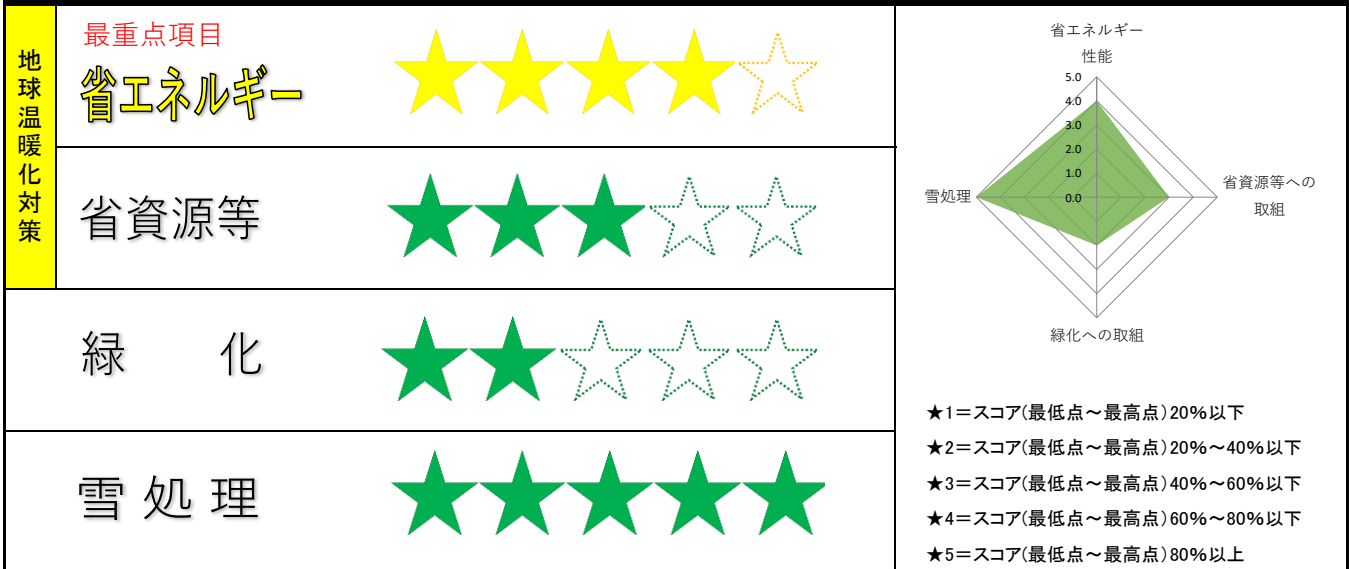 地球温暖化対策
最重点項目
省エネルギー
省資源等
緑 化
雪処理
省エネルギー
性能
5.0
4.0
3.0
2.0
1.0
0.0
雪処理
省資源等への
取組
緑化への取組
★1=スコア(最低点～最高点)20%以下
★2=スコア(最低点～最高点)20%～40%以下
★3=スコア(最低点～最高点)40%～60%以下
★4=スコア(最低点～最高点)60%～80%以下
★5=スコア(最低点～最高点)80%以上